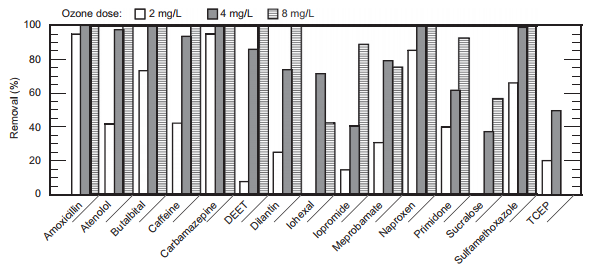 Ozone dose: 2 mg/L 4 mg/L 8 mg/L
100
80
60
40
20
0
Removal (%)
Amoxicillin
Atenolol
Butalbital
Caffeine
Carbamazepine
DEET
Dilantin
Iohexal
Iopromide
Meprobamate
Naproxen
Primidone
Sucralose
Sulfamethoxazole
TCEP